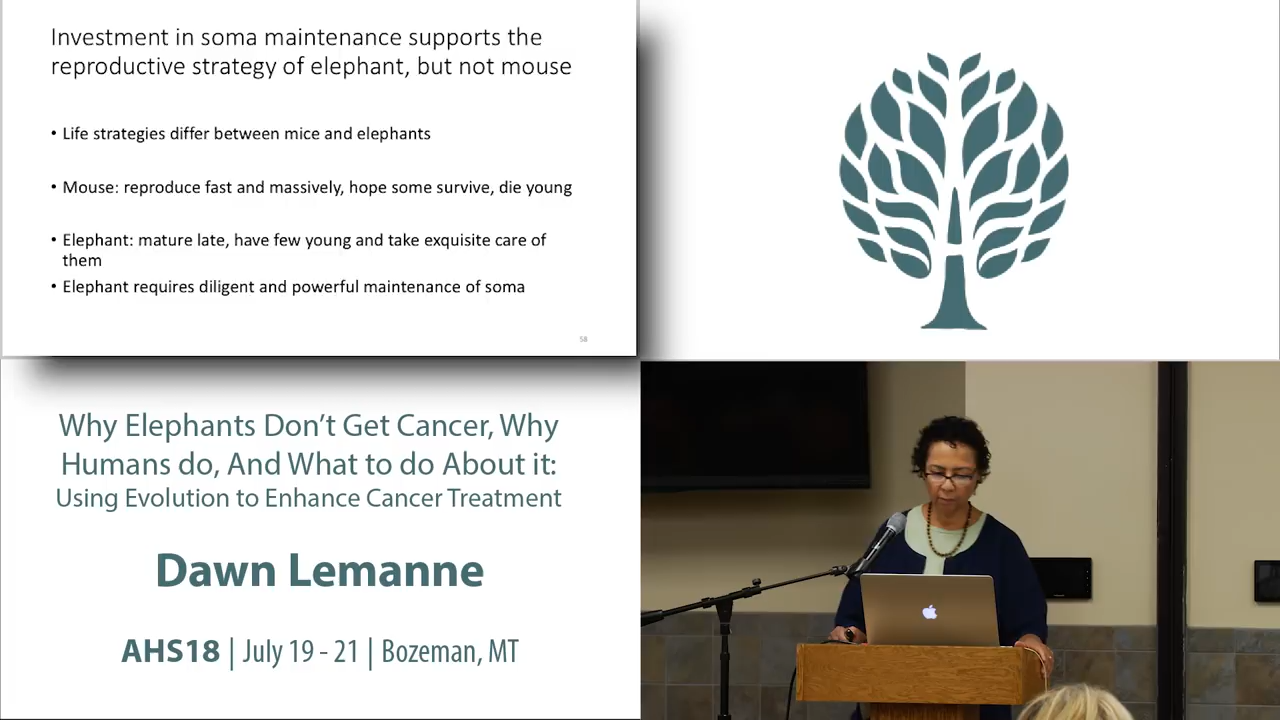 Investment in soma maintenance supports the
reproductive strategy of elephant, but not mouse
• Life strategies differ between mice and elephants
• Mouse: reproduce fast and massively, hope some survive, die young
• Elephant: mature late, have few young and take exquisite care of
them
• Elephant requires diligent and powerful maintenance of soma
58
Why Elephants Don’t Get Cancer, Why
Humans do, And What to do About it:
Using Evolution to Enhance Cancer Treatment
Dawn Lemanne
AHS18 | July 19 - 21 | Bozeman, MT